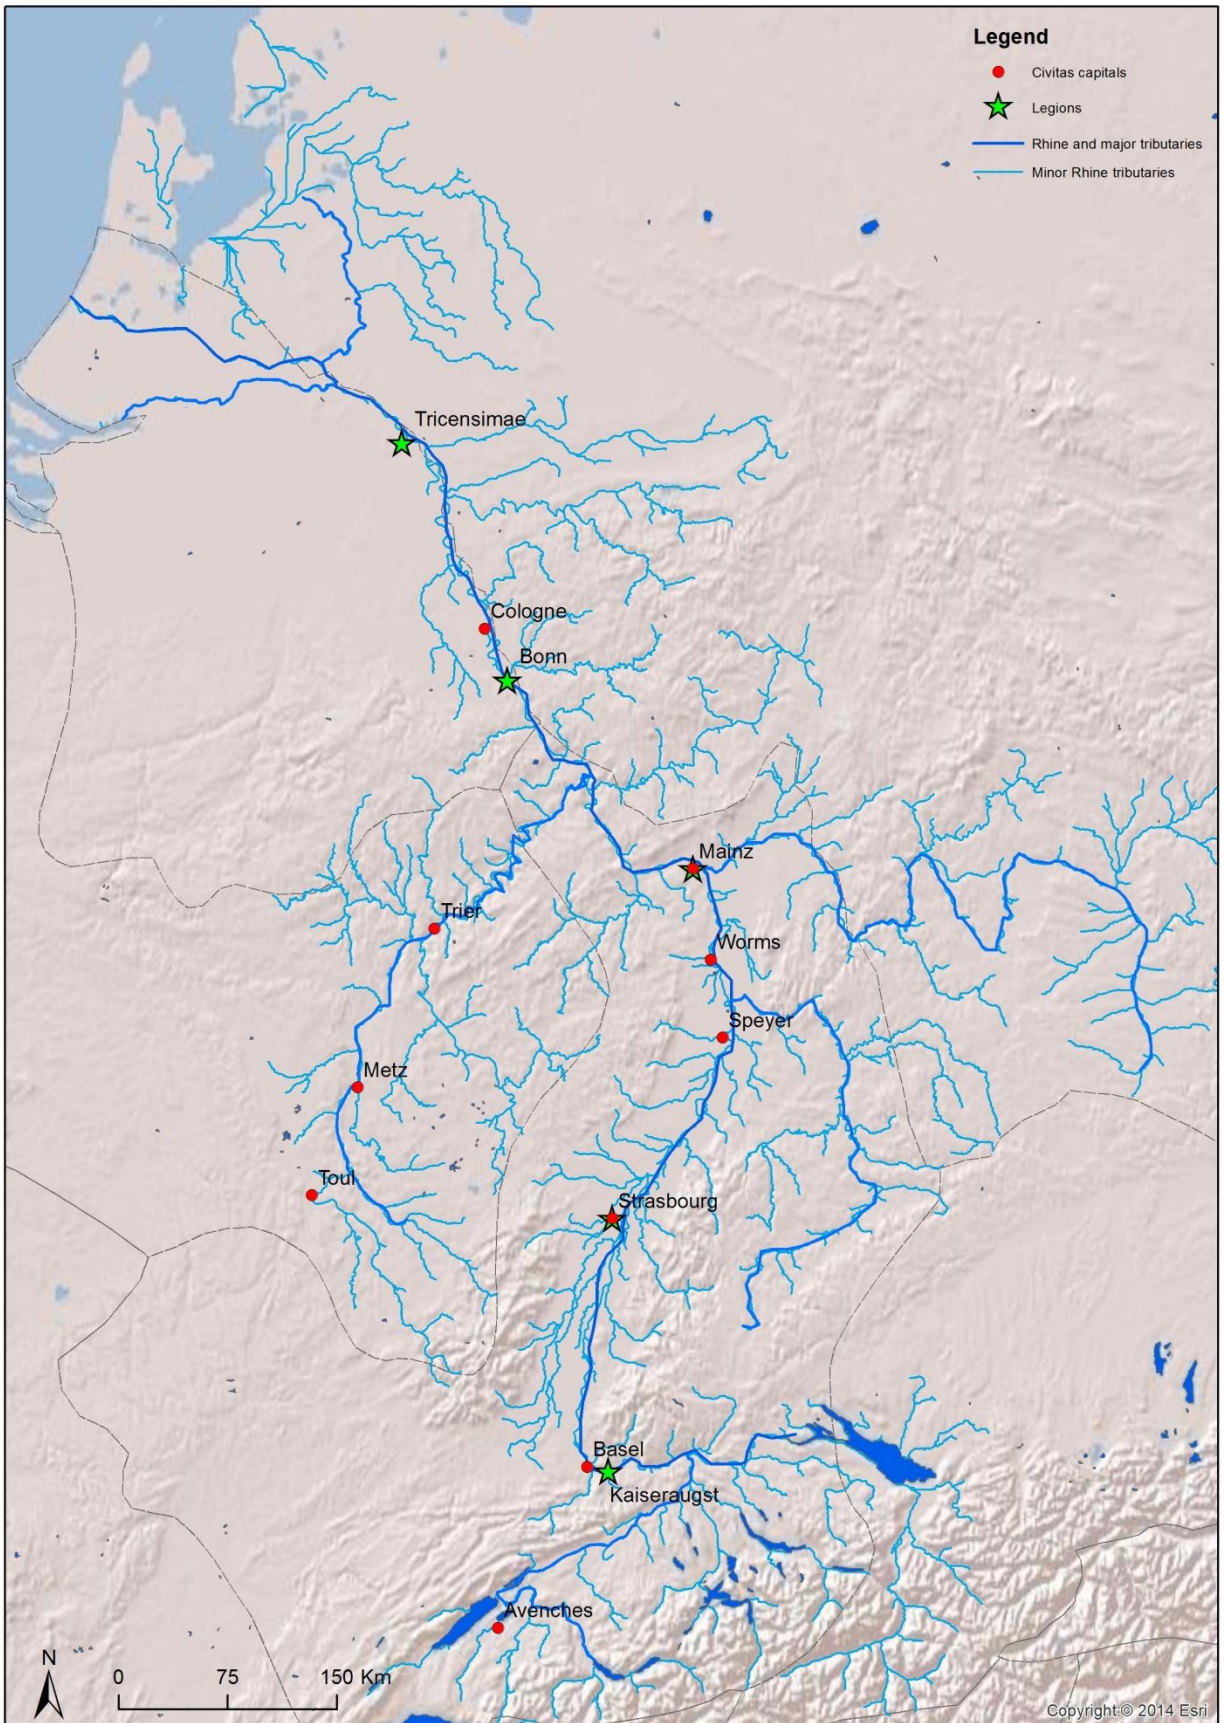 Legend
Civitas capitals
Legions
Rhine and major tributaries
Minor Rhine tributaries
Tricensimae
Cologne
Bonn
Mainz
Trier
Worms
Speyer
Metz
Toul
Strasbourg
Basel
Kaiseraugst
Avenches
N
0 75 150 Km
Copyright:© 2014 Esri